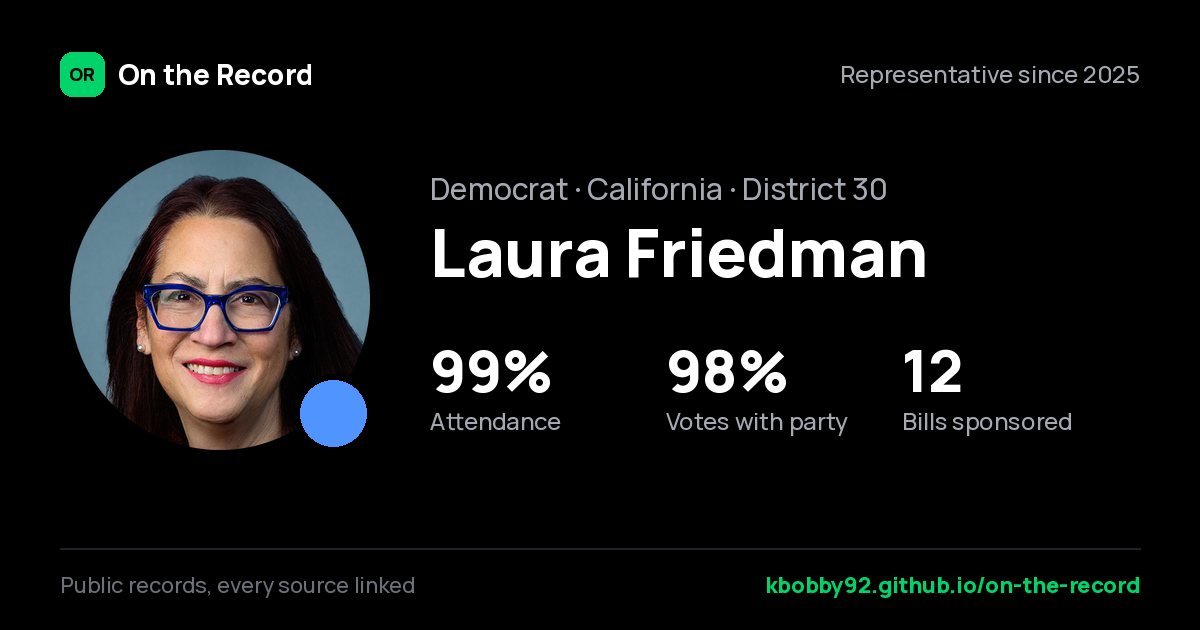 OR On the Record
Representative since 2025
Democrat · California · District 30
Laura Friedman
99% 98% 12
Attendance Votes with party Bills sponsored
Public records, every source linked
kbobby92.github.io/on-the-record